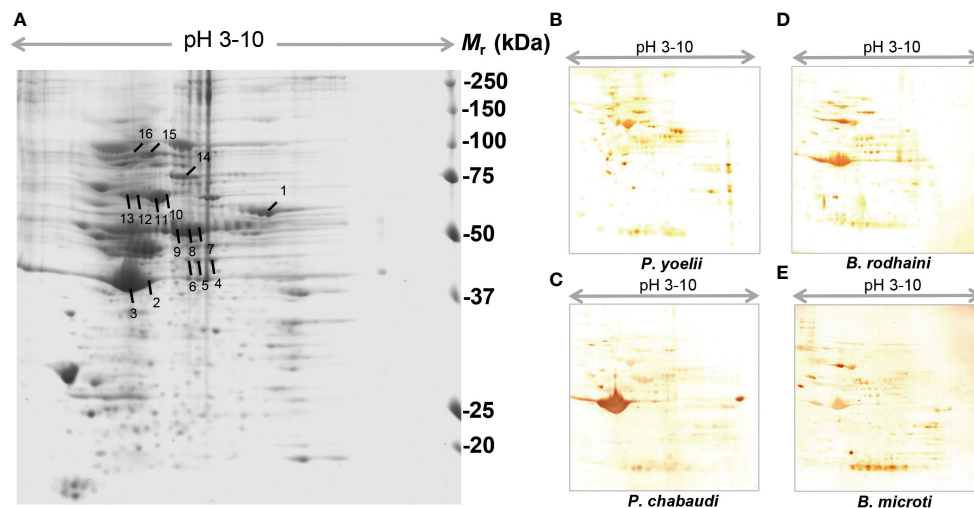 A
pH 3-10
Mr (kDa)
-250
-150
-100
-75
-50
-37
-25
-20
16
15
14
1
13
12
11
10
9
8
7
6
5
4
3
2
B
pH 3-10
P. yoelii
C
pH 3-10
P. chabaudi
D
pH 3-10
B. rodhaini
E
pH 3-10
B. microti